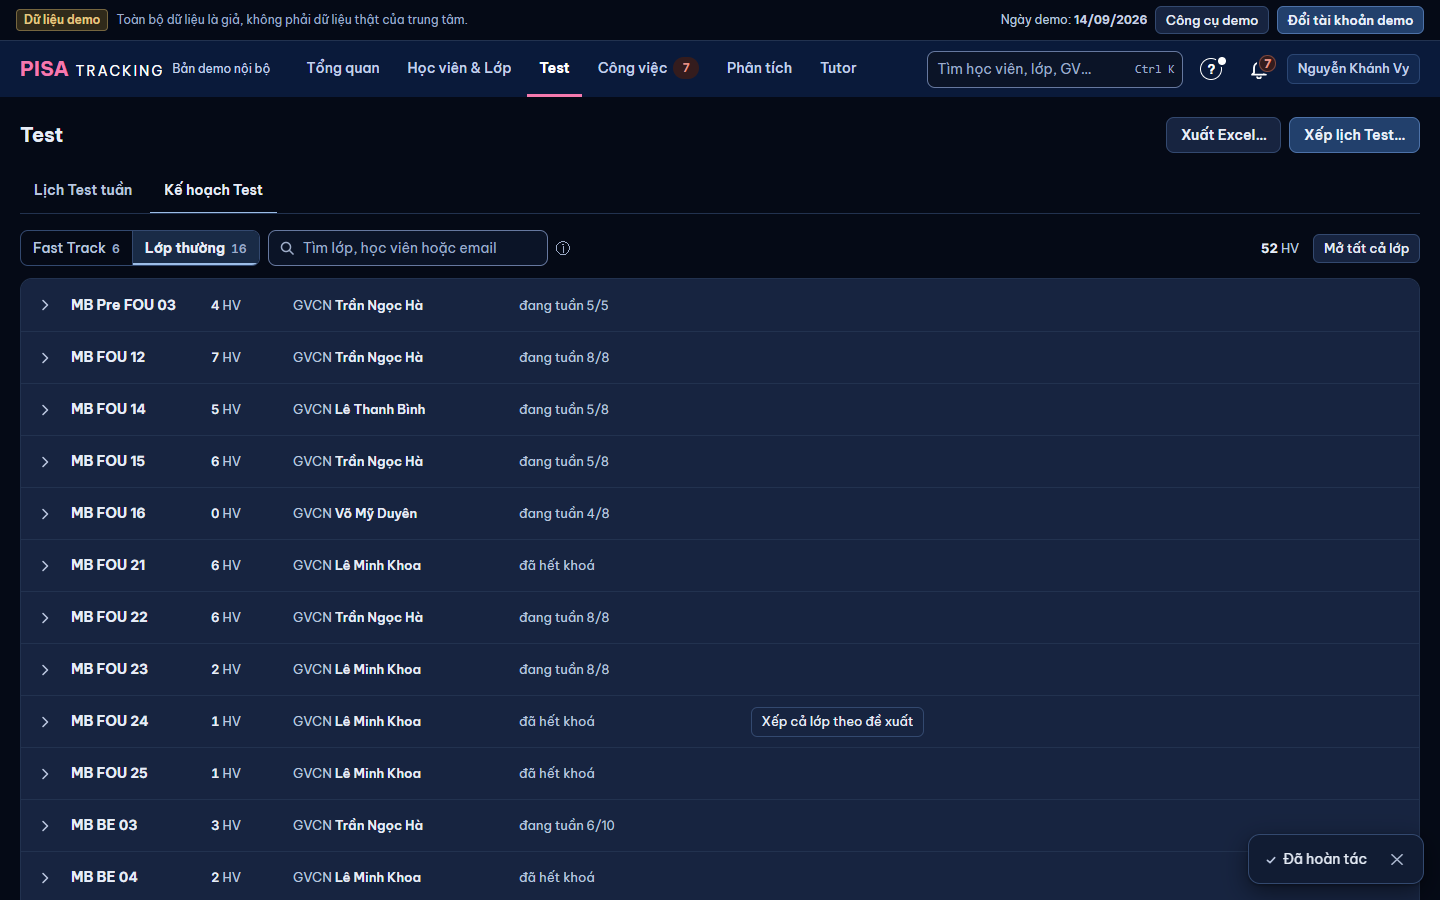 Dữ liệu demo Toàn bộ dữ liệu là giả, không phải dữ liệu thật của trung tâm. Ngày demo: 14/09/2026 Công cụ demo Đổi tài khoản demo
PISA TRACKING Bản demo nội bộ Tổng quan Học viên & Lớp Test Công việc 7 Phân tích Tutor Tìm học viên, lớp, GV... Ctrl K ? 7 Nguyễn Khánh Vy
Test Xuất Excel... Xếp lịch Test...
Lịch Test tuần Kế hoạch Test
Fast Track 6 Lớp thường 16 Tìm lớp, học viên hoặc email 52 HV Mở tất cả lớp
MB Pre FOU 03 4 HV GVCN Trần Ngọc Hà đang tuần 5/5
MB FOU 12 7 HV GVCN Trần Ngọc Hà đang tuần 8/8
MB FOU 14 5 HV GVCN Lê Thanh Bình đang tuần 5/8
MB FOU 15 6 HV GVCN Trần Ngọc Hà đang tuần 5/8
MB FOU 16 0 HV GVCN Võ Mỹ Duyên đang tuần 4/8
MB FOU 21 6 HV GVCN Lê Minh Khoa đã hết khoá
MB FOU 22 6 HV GVCN Trần Ngọc Hà đang tuần 8/8
MB FOU 23 2 HV GVCN Lê Minh Khoa đang tuần 8/8
MB FOU 24 1 HV GVCN Lê Minh Khoa đã hết khoá Xếp cả lớp theo đề xuất
MB FOU 25 1 HV GVCN Lê Minh Khoa đã hết khoá
MB BE 03 3 HV GVCN Trần Ngọc Hà đang tuần 6/10
MB BE 04 2 HV GVCN Lê Minh Khoa đã hết khoá
Đã hoàn tác